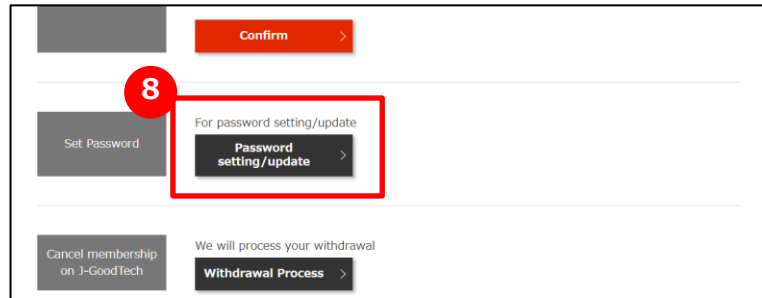 Confirm
8
For password setting/update
Set Password
Password
setting/update
We will process your withdrawal
Cancel membership
on J-GoodTech
Withdrawal Process